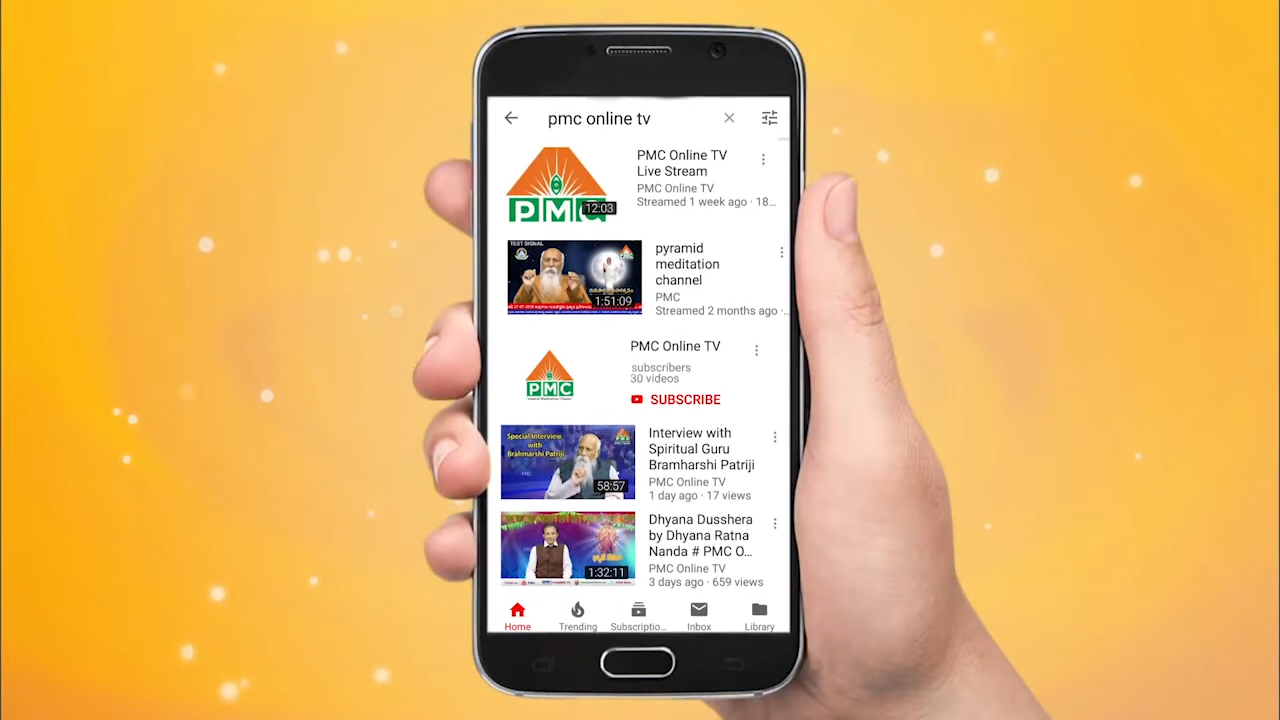 pmc online tv
PMC Online TV
Live Stream
PMC Online TV
Streamed 1 week ago · 18...
PMC
12:03
TEST SIGNAL
1:51:09
pyramid
meditation
channel
PMC
Streamed 2 months ago ·...
PMC
PMC Online TV
subscribers
30 videos
SUBSCRIBE
Special Interview
with
Brahmarshi Patriji
PMC
58:57
Interview with
Spiritual Guru
Bramharshi Patriji
PMC Online TV
1 day ago · 17 views
1:32:11
Dhyana Dusshera
by Dhyana Ratna
Nanda # PMC O...
PMC Online TV
3 days ago · 659 views
Home
Trending
Subscriptio...
Inbox
Library